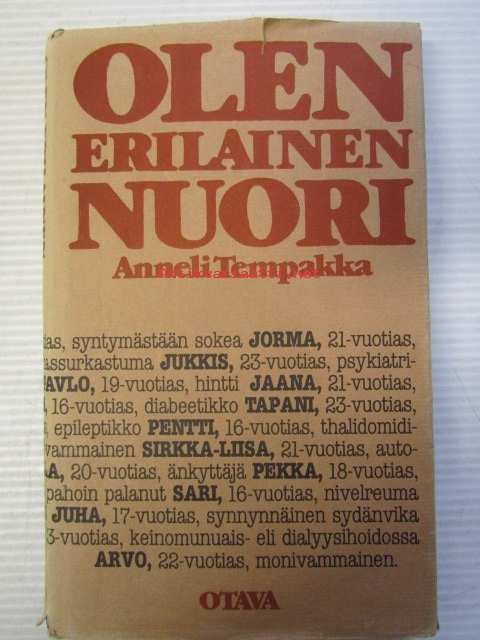 OLEN
ERILAINEN
NUORI
Anneli Tempakka
as, syntymästään sokea JORMA, 21-vuotias,
assurkastuma JUKKIS, 23-vuotias, psykiatri-
AVLO, 19-vuotias, hintti JAANA, 21-vuotias,
, 16-vuotias, diabeetikko TAPANI, 23-vuotias,
epileptikko PENTTI, 16-vuotias, thalidomidi-
vammainen SIRKKA-LIISA, 21-vuotias, auto-
A, 20-vuotias, änkyttäjä PEKKA, 18-vuotias,
pahoin palanut SARI, 16-vuotias, nivelreuma
JUHA, 17-vuotias, synnynnäinen sydänvika
3-vuotias, keinomunuais- eli dialyysihoidossa
ARVO, 22-vuotias, monivammainen.
OTAVA